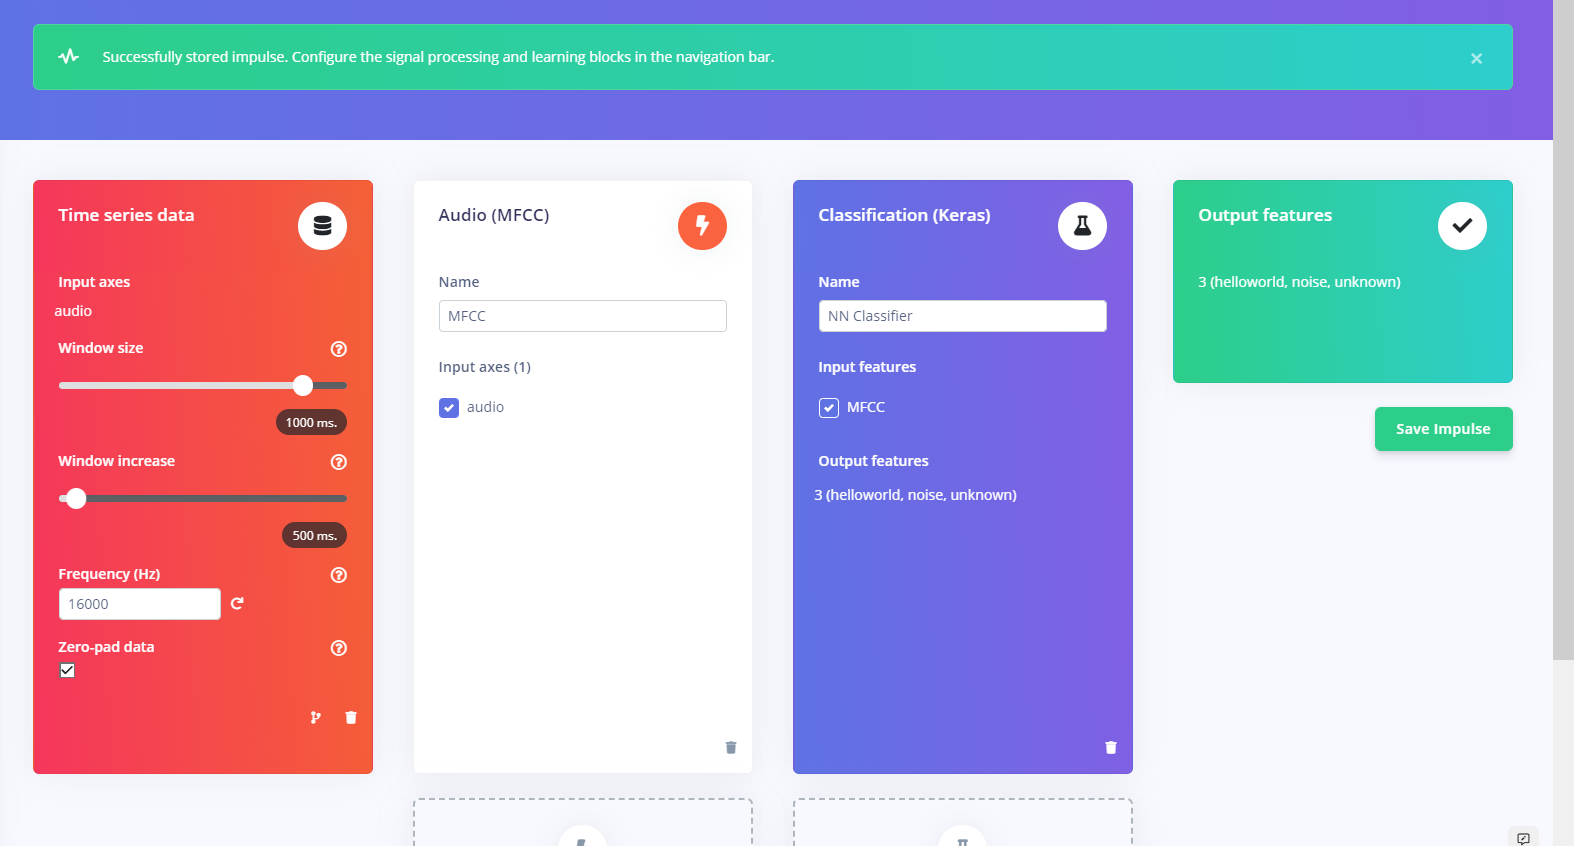 Successfully stored impulse. Configure the signal processing and learning blocks in the navigation bar.
Time series data
Input axes
audio
Window size
1000 ms.
Window increase
500 ms.
Frequency (Hz)
16000
Zero-pad data
Audio (MFCC)
Name
MFCC
Input axes (1)
audio
Classification (Keras)
Name
NN Classifier
Input features
MFCC
Output features
3 (helloworld, noise, unknown)
Output features
3 (helloworld, noise, unknown)
Save Impulse